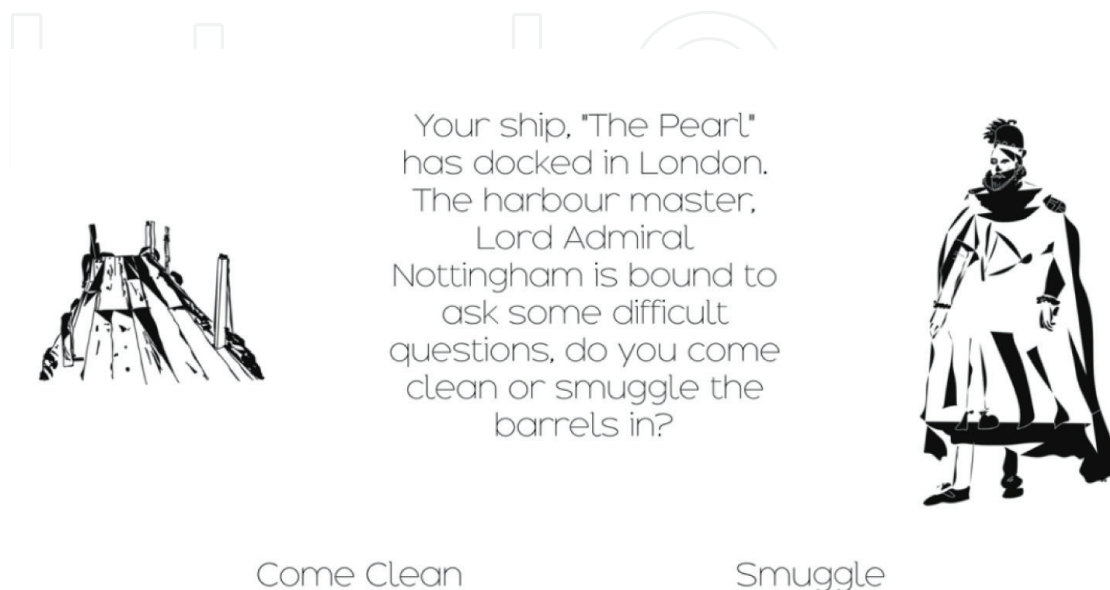 Your ship, "The Pearl"
has docked in London.
The harbour master,
Lord Admiral
Nottingham is bound to
ask some difficult
questions, do you come
clean or smuggle the
barrels in?
Come Clean
Smuggle